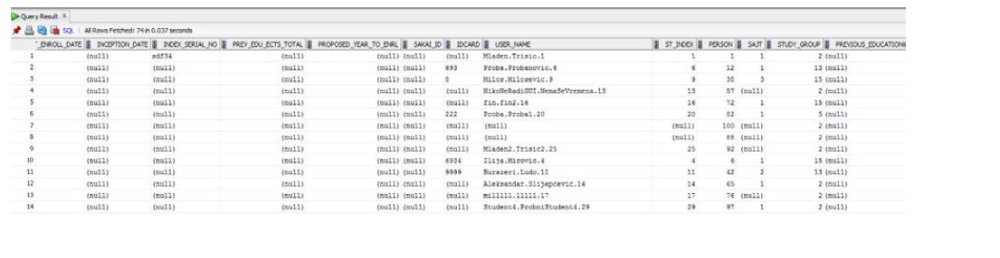 Query Result ×
SQL | All Rows Fetched: 74 in 0.037 seconds
_ENROLL_DATE INCEPTION_DATE INDEX_SERIAL_NO PREV_EDU_ECTS_TOTAL PROPOSED_YEAR_TO_ENRL SAKAI_ID IDCARD USER_NAME ST_INDEX PERSON SAJT STUDY_GROUP PREVIOUS_EDUCATION
1 (null) sdf34 (null) (null) (null) (null) Mladen.Trisic.1 1 1 1 2 (null)
2 (null) (null) (null) (null) (null) 693 Proba.Probanovic.6 6 12 1 13 (null)
3 (null) (null) (null) (null) (null) 8 Milos.Milosevic.9 9 38 3 15 (null)
4 (null) (null) (null) (null) (null) (null) NikoNeRadiGUI.NemaSeVremena.13 13 57 (null) 2 (null)
5 (null) (null) (null) (null) (null) (null) fin.fin2.16 16 72 1 15 (null)
6 (null) (null) (null) (null) (null) 222 Proba.Proba1.20 20 82 1 5 (null)
7 (null) (null) (null) (null) (null) (null) (null) (null) 100 (null) 2 (null)
8 (null) (null) (null) (null) (null) (null) (null) (null) 88 (null) 2 (null)
9 (null) (null) (null) (null) (null) (null) Mladen2.Trisic2.25 25 92 (null) 2 (null)
10 (null) (null) (null) (null) (null) 6934 Ilija.Micovic.4 4 6 1 15 (null)
11 (null) (null) (null) (null) (null) 9999 Burazeri.Ludo.11 11 42 2 13 (null)
12 (null) (null) (null) (null) (null) (null) Aleksandar.Slijepcevic.14 14 65 1 2 (null)
13 (null) (null) (null) (null) (null) (null) 17 76 (null) 2 (null)
14 (null) (null) (null) (null) (null) (null) Student4.ProbniStudent4.29 29 97 1 2 (null)